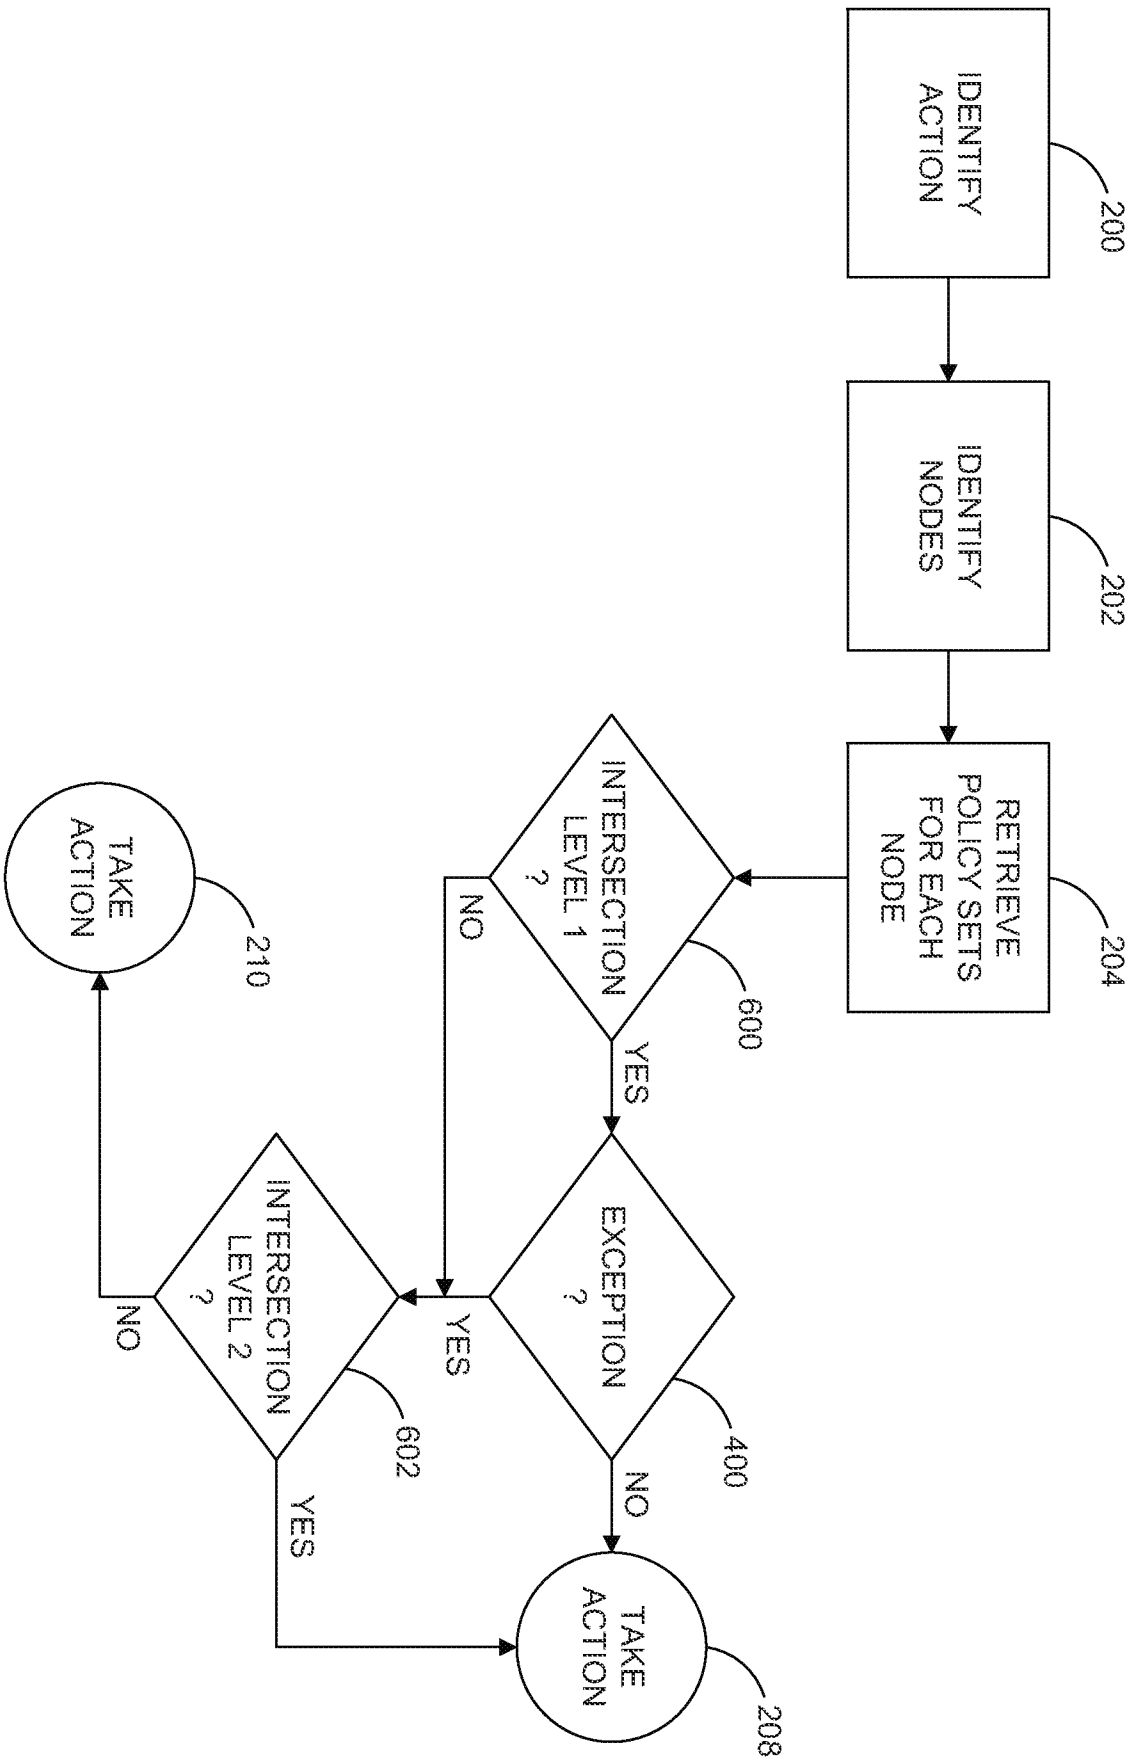 200
IDENTIFY
ACTION
202
IDENTIFY
NODES
204
RETRIEVE
POLICY SETS
FOR EACH
NODE
600
INTERSECTION
LEVEL 1
?
YES
NO
400
EXCEPTION
?
NO
YES
208
TAKE
ACTION
602
INTERSECTION
LEVEL 2
?
YES
NO
210
TAKE
ACTION